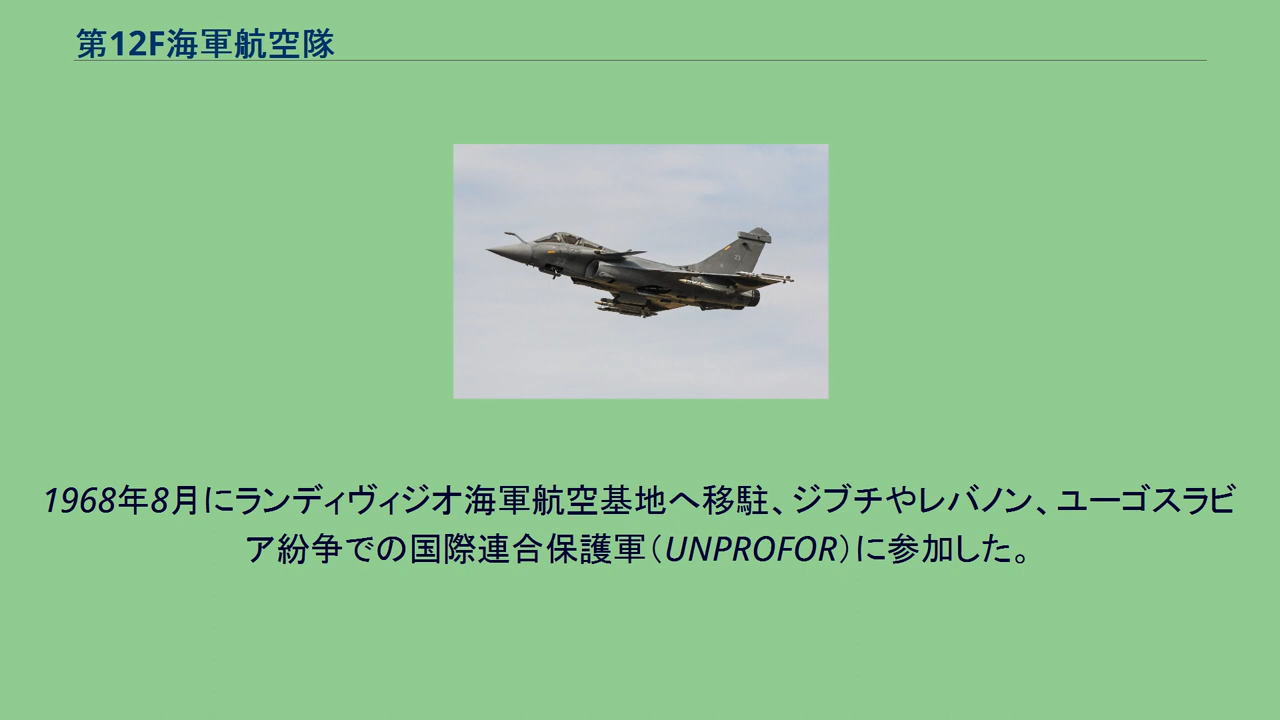 第12F海軍航空隊
1968年8月にランディヴィジオ海軍航空基地へ移駐、ジブチやレバノン、ユーゴスラビ
ア紛争での国際連合保護軍（UNPROFOR）に参加した。